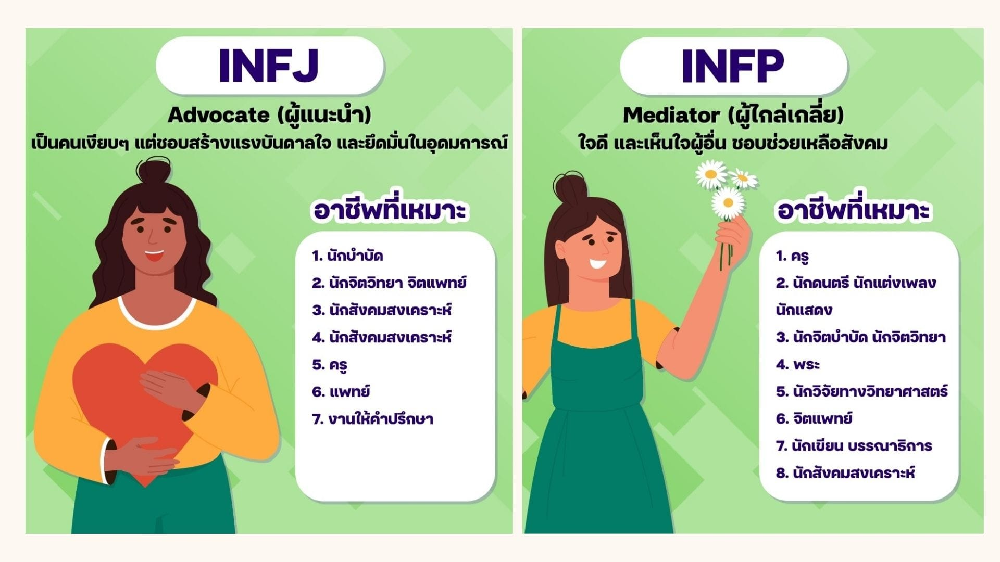 INFJ
Advocate (ผู้แนะนำ)
เป็นคนเงียบๆ แต่ชอบสร้างแรงบันดาลใจ และยึดมั่นในอุดมการณ์
อาชีพที่เหมาะ
1. นักบำบัด
2. นักจิตวิทยา จิตแพทย์
3. นักสังคมสงเคราะห์
4. นักสังคมสงเคราะห์
5. ครู
6. แพทย์
7. งานให้คำปรึกษา
INFP
Mediator (ผู้ไกล่เกลี่ย)
ใจดี และเห็นใจผู้อื่น ชอบช่วยเหลือสังคม
อาชีพที่เหมาะ
1. ครู
2. นักดนตรี นักแต่งเพลง
นักแสดง
3. นักจิตบำบัด นักจิตวิทยา
4. พระ
5. นักวิจัยทางวิทยาศาสตร์
6. จิตแพทย์
7. นักเขียน บรรณาธิการ
8. นักสังคมสงเคราะห์